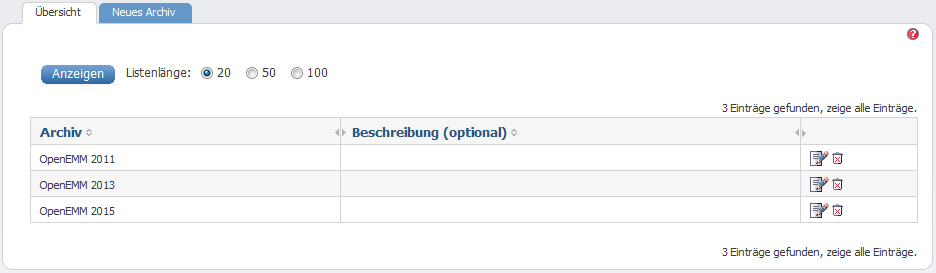 Übersicht Neues Archiv
?
Anzeigen Listenlänge: 20 50 100
3 Einträge gefunden, zeige alle Einträge.
Archiv Beschreibung (optional)
OpenEMM 2011
OpenEMM 2013
OpenEMM 2015
3 Einträge gefunden, zeige alle Einträge.